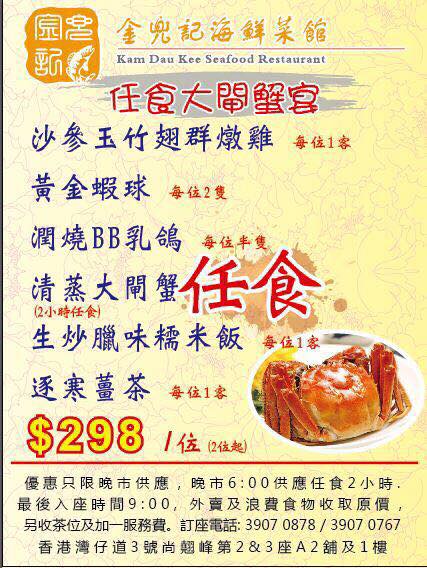 兜記
金兜記海鮮菜館
Kam Dau Kee Seafood Restaurant
任食大閘蟹宴
沙參玉竹翅群燉雞 每位1客
黃金蝦球 每位2隻
潤燒BB乳鴿 每位半隻
清蒸大閘蟹 任食
(2小時任食)
生炒臘味糯米飯 每位1客
逐寒薑茶 每位1客
$298 /位 (2位起)
優惠只限晚市供應，晚市6:00供應任食2小時.
最後入座時間9:00, 外賣及浪費食物收取原價，
另收茶位及加一服務費。訂座電話: 3907 0878 / 3907 0767
香港灣仔道3號尚翹峰第2&3座A2舖及1樓